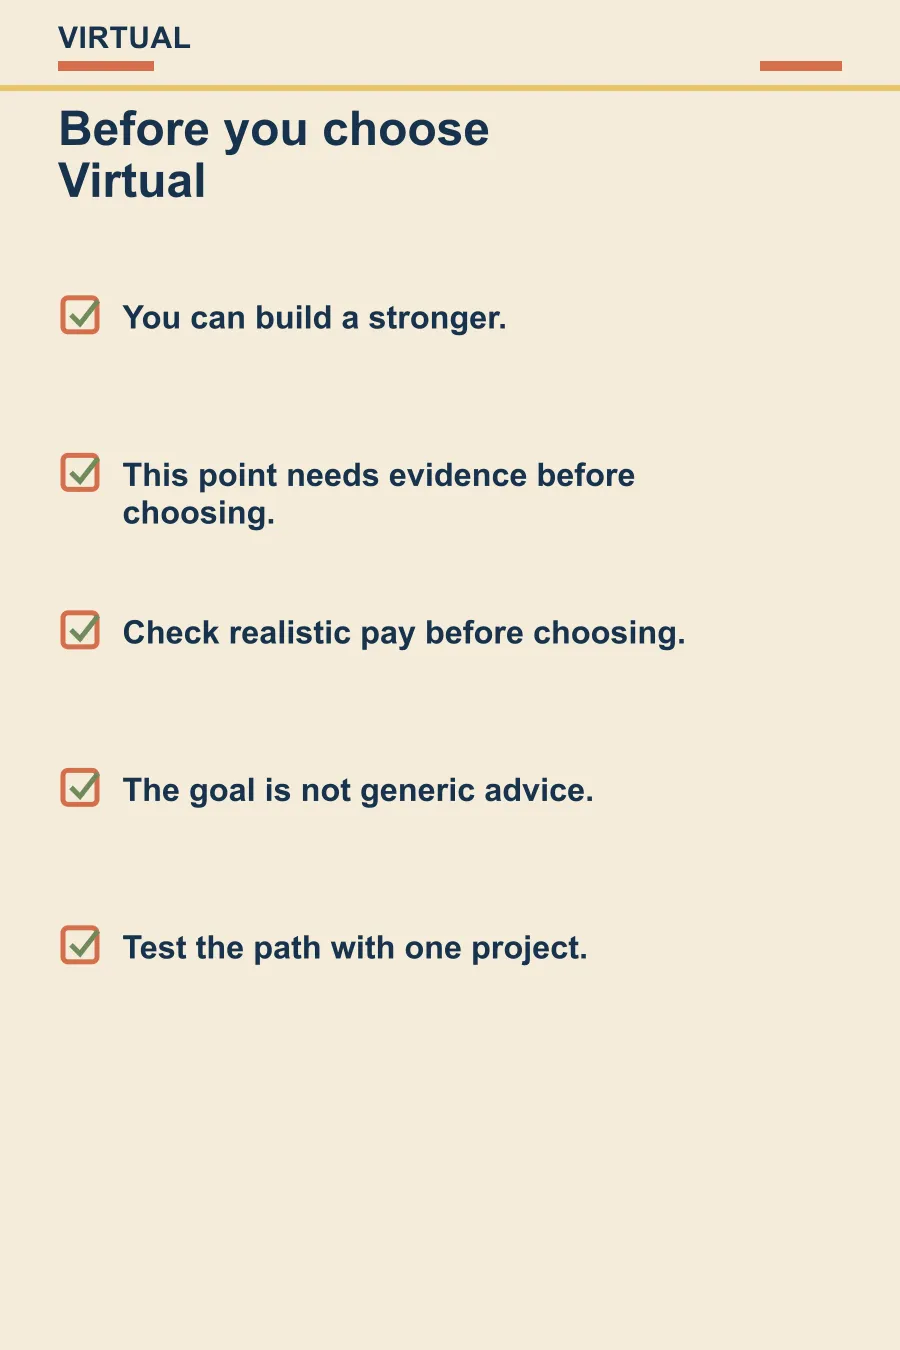 VIRTUAL
Before you choose
Virtual
You can build a stronger.
This point needs evidence before
choosing.
Check realistic pay before choosing.
The goal is not generic advice.
Test the path with one project.